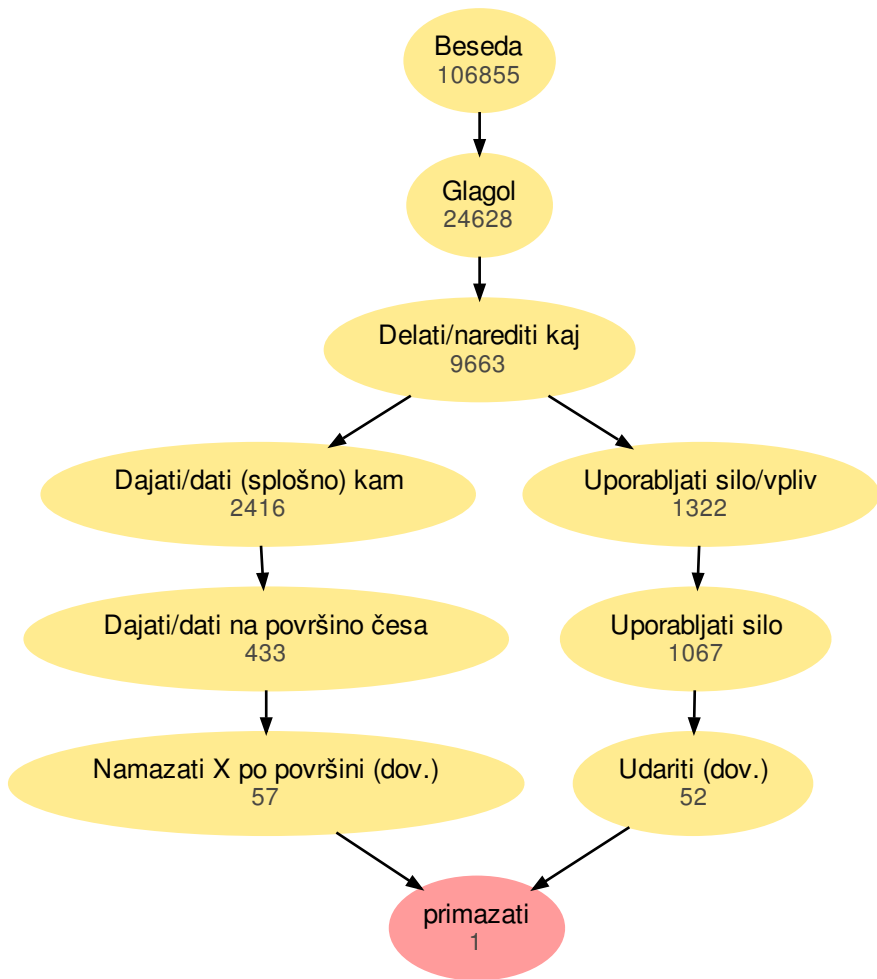 Beseda
106855
Glagol
24628
Delati/narediti kaj
9663
Dajati/dati (splošno) kam
2416
Uporabljati silo/vpliv
1322
Dajati/dati na površino česa
433
Uporabljati silo
1067
Namazati X po površini (dov.)
57
Udariti (dov.)
52
primazati
1